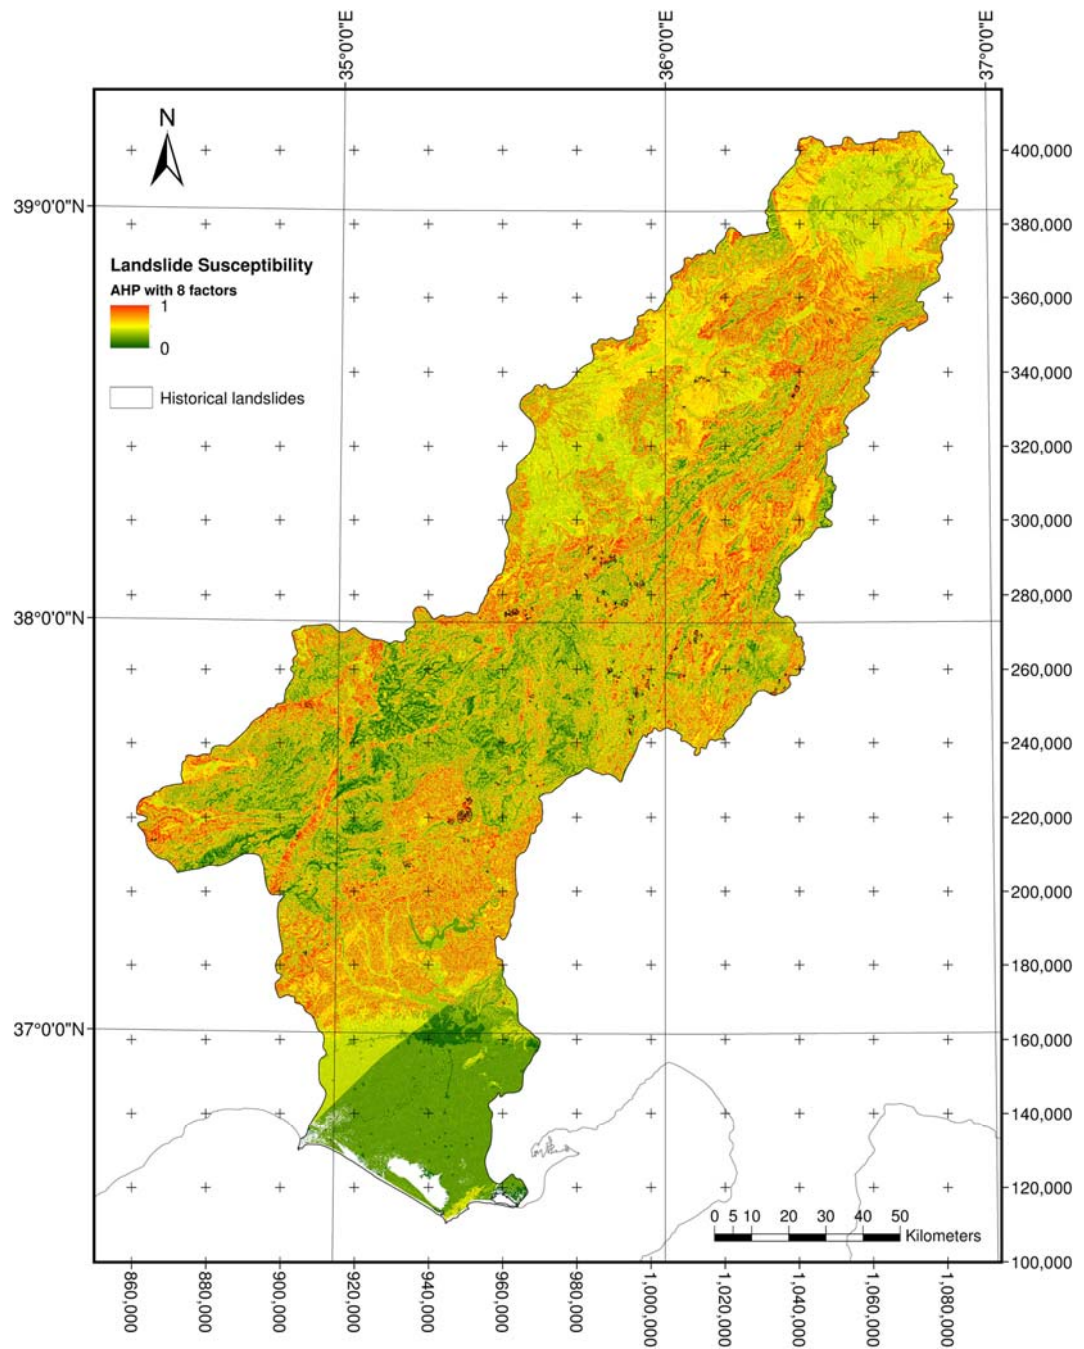 35°0'0"E
36°0'0"E
37°0'0"E
N
400,000
39°0'0"N
380,000
Landslide Susceptibility
AHP with 8 factors
1
0
360,000
340,000
Historical landslides
320,000
300,000
280,000
38°0'0"N
260,000
240,000
220,000
200,000
180,000
37°0'0"N
160,000
140,000
120,000
0 5 10 20 30 40 50
Kilometers
100,000
860,000
880,000
900,000
920,000
940,000
960,000
980,000
1,000,000
1,020,000
1,040,000
1,060,000
1,080,000